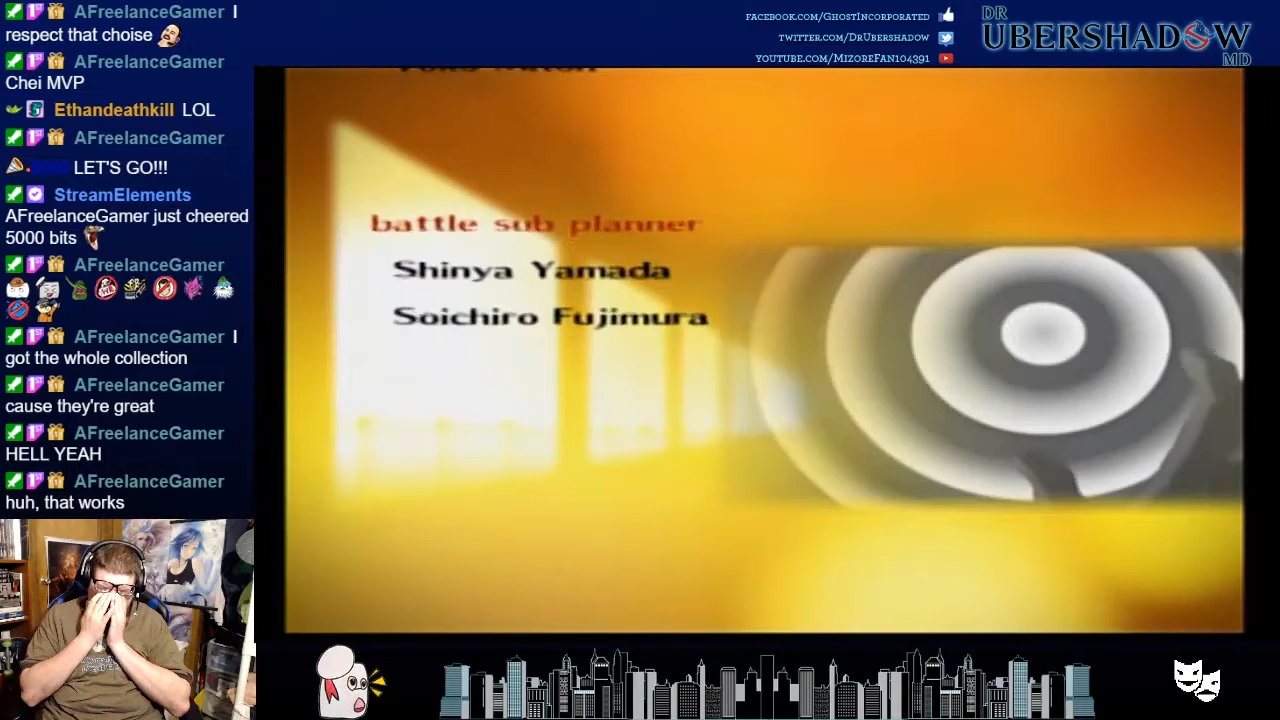 AFreelanceGamer I
respect that choise
AFreelanceGamer
Chei MVP
Ethandeathkill LOL
AFreelanceGamer
5000 LET'S GO!!!
StreamElements
AFreelanceGamer just cheered
5000 bits
AFreelanceGamer
AFreelanceGamer I
got the whole collection
AFreelanceGamer
cause they're great
AFreelanceGamer
HELL YEAH
AFreelanceGamer
huh, that works
facebook.com/GhostIncorporated
twitter.com/DrUbershadow
youtube.com/MizoreFan104391
DR
UBERSHADOW
MD
battle sub planner
Shinya Yamada
Soichiro Fujimura